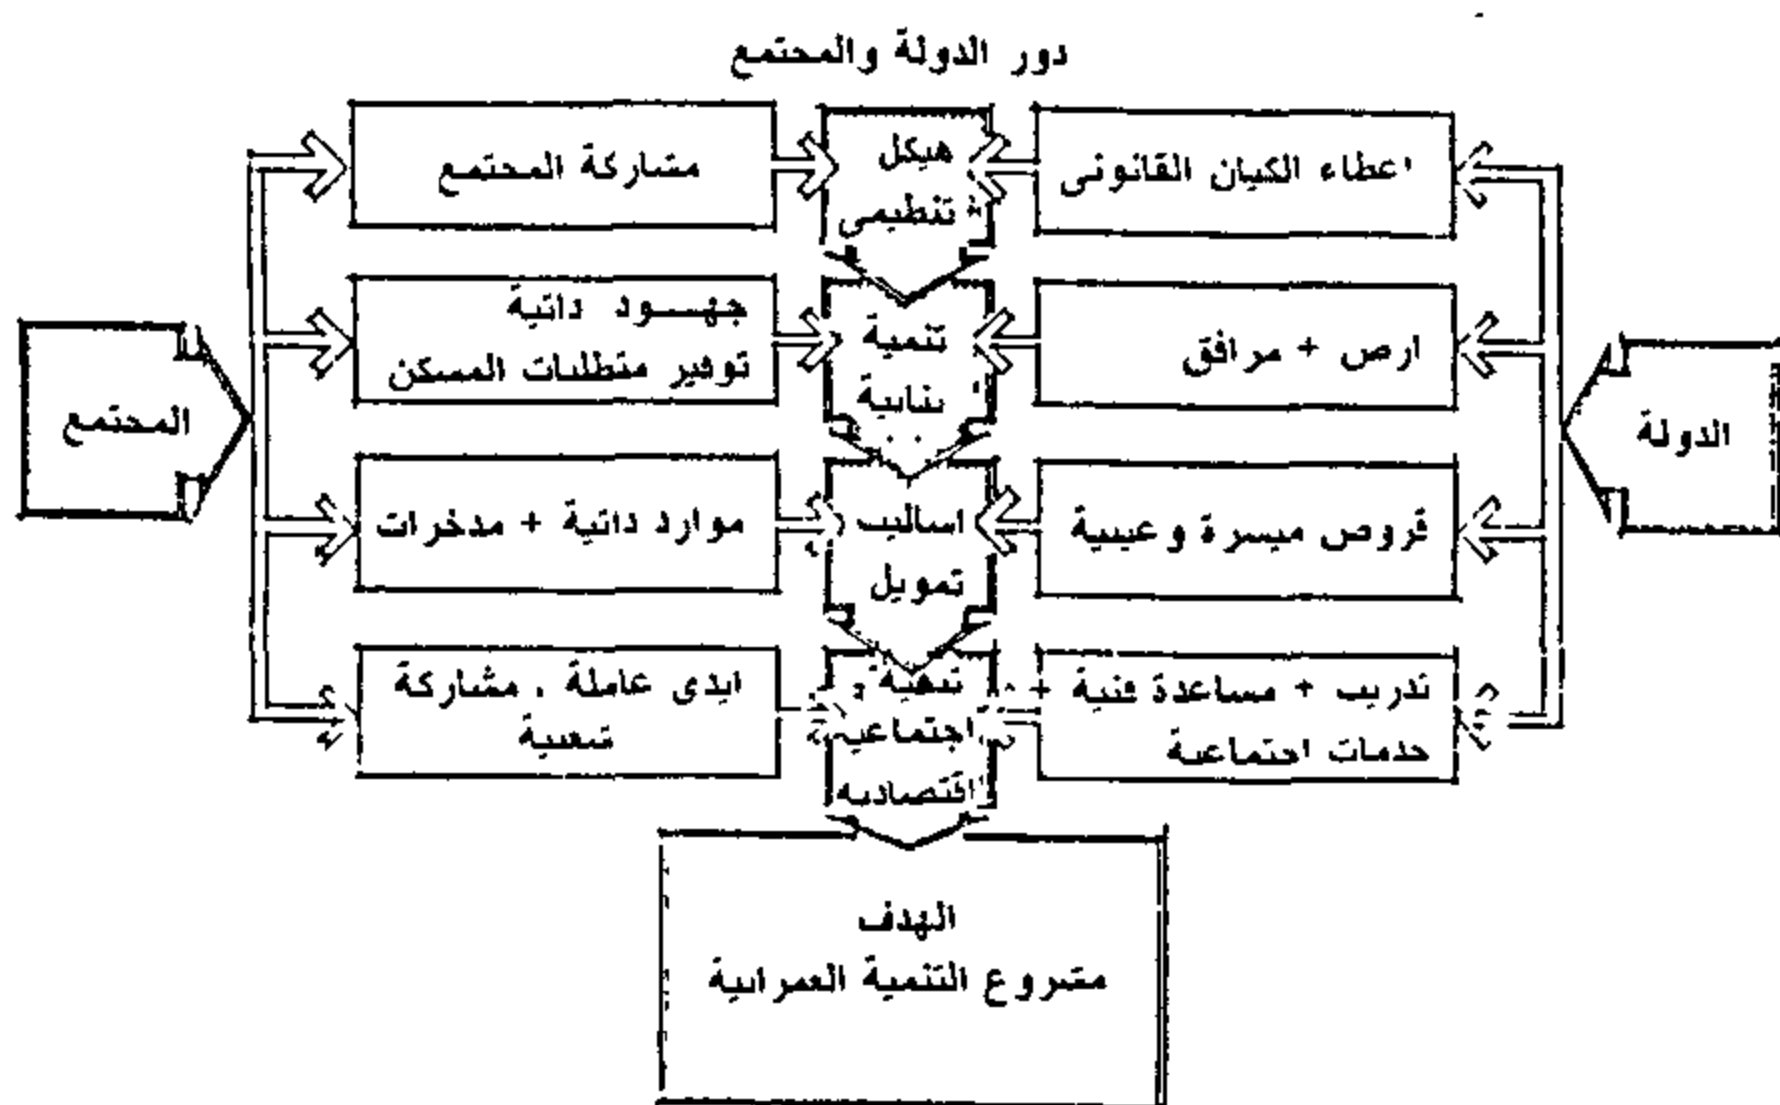 دور الدولة والمجتمع
اعطاء الكيان القانونى
هيكل
تنظيمى
مشاركة المجتمع
ارض + مرافق
تنمية
بنائية
جهود ذاتية
توفير متطلبات المسكن
الدولة
المجتمع
قروض ميسرة وعينية
اساليب
تمويل
موارد ذاتية + مدخرات
تدريب + مساعدة فنية +
خدمات اجتماعية
تنمية
اجتماعية
اقتصادية
ايدى عاملة ، مشاركة
شعبية
الهدف
مشروع التنمية العمرانية